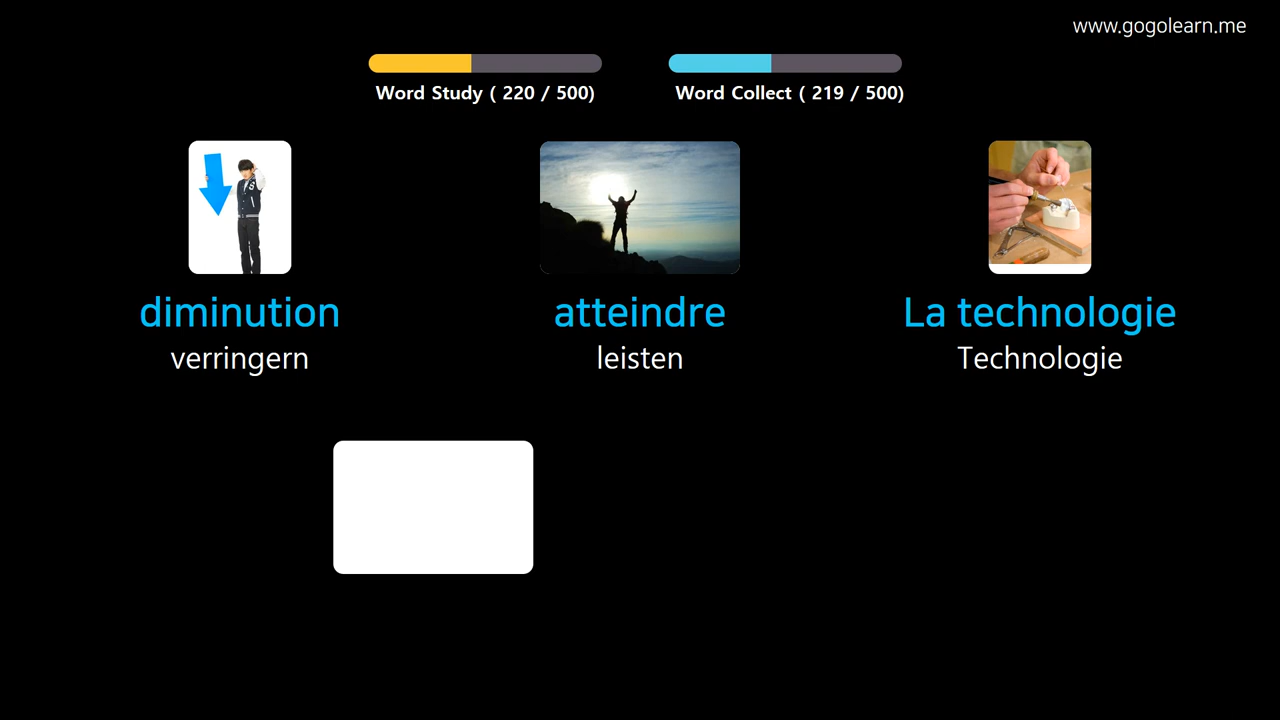 www.gogolearn.me
Word Study ( 220 / 500)
Word Collect ( 219 / 500)
diminution
atteindre
La technologie
verringern
leisten
Technologie